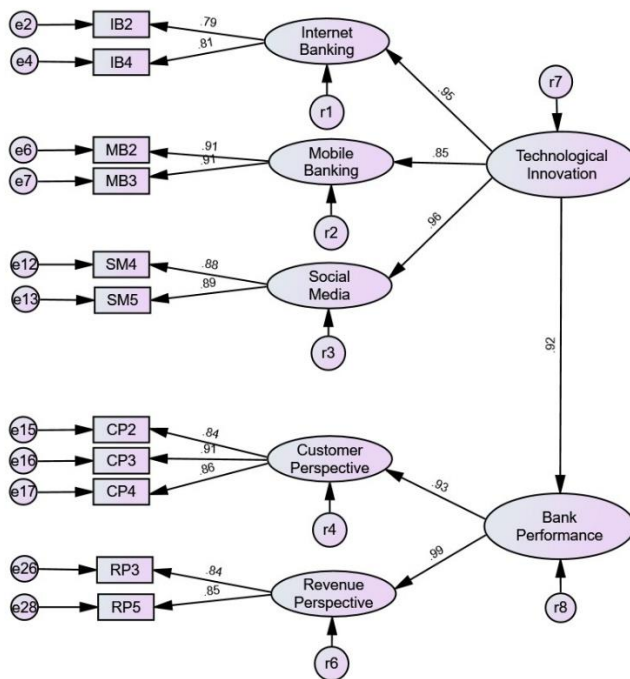 e2
IB2
.79
Internet
Banking
e4
IB4
.81
r1
.95
r7
e6
MB2
.91
Mobile
Banking
e7
MB3
.91
.85
Technological
Innovation
r2
.96
e12
SM4
.88
Social
Media
e13
SM5
.89
r3
.92
e15
CP2
.84
Customer
Perspective
e16
CP3
.91
e17
CP4
.86
r4
.93
Bank
Performance
e26
RP3
.84
Revenue
Perspective
e28
RP5
.85
.99
r6
r8